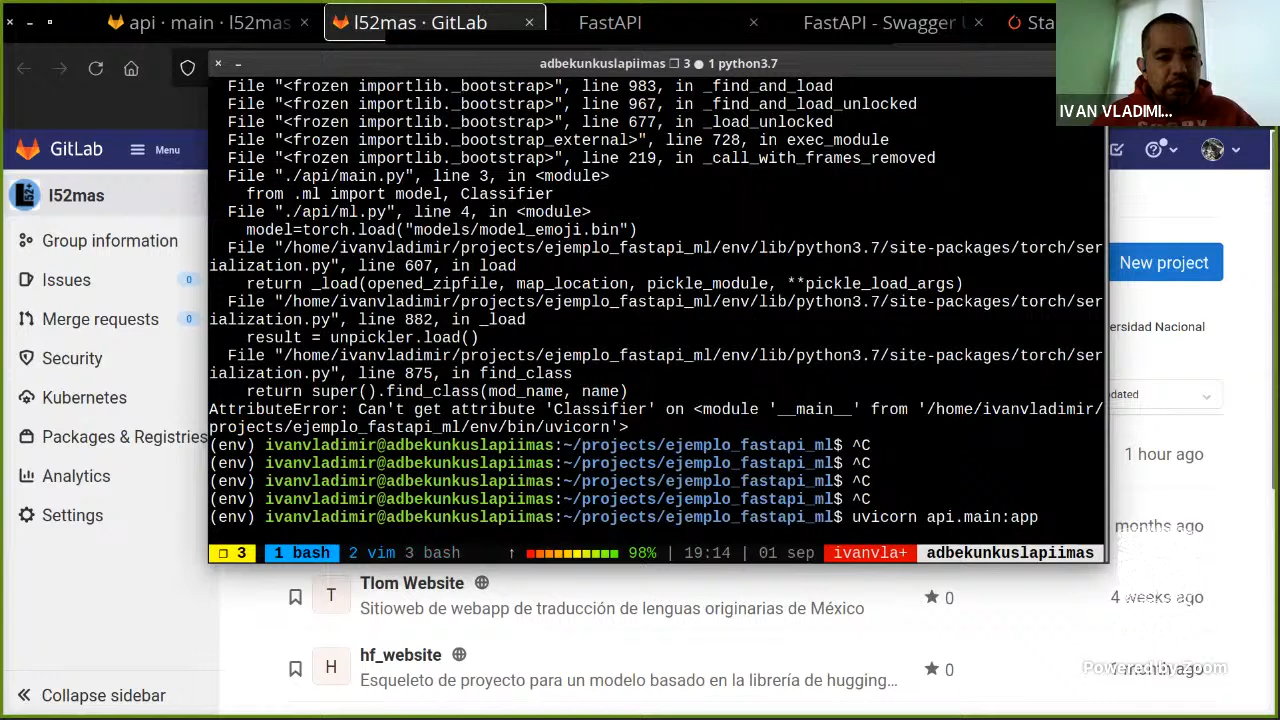 api · main · l52mas
l52mas · GitLab
FastAPI
FastAPI - Swagger
Sta
adbekunkuslapiimas ❐ 3 ● 1 python3.7
IVAN VLADIMI...
GitLab
Menu
l52mas
Group information
Issues 0
Merge requests 0
Security
Kubernetes
Packages & Registries
Analytics
Settings
Collapse sidebar
File "<frozen importlib._bootstrap>", line 983, in _find_and_load
File "<frozen importlib._bootstrap>", line 967, in _find_and_load_unlocked
File "<frozen importlib._bootstrap>", line 677, in _load_unlocked
File "<frozen importlib._bootstrap_external>", line 728, in exec_module
File "<frozen importlib._bootstrap>", line 219, in _call_with_frames_removed
File "./api/main.py", line 3, in <module>
from .ml import model, Classifier
File "./api/ml.py", line 4, in <module>
model=torch.load("models/model_emoji.bin")
File "/home/ivanvladimir/projects/ejemplo_fastapi_ml/env/lib/python3.7/site-packages/torch/ser
ialization.py", line 607, in load
return _load(opened_zipfile, map_location, pickle_module, **pickle_load_args)
File "/home/ivanvladimir/projects/ejemplo_fastapi_ml/env/lib/python3.7/site-packages/torch/ser
ialization.py", line 882, in _load
result = unpickler.load()
File "/home/ivanvladimir/projects/ejemplo_fastapi_ml/env/lib/python3.7/site-packages/torch/ser
ialization.py", line 875, in find_class
return super().find_class(mod_name, name)
AttributeError: Can't get attribute 'Classifier' on <module '__main__' from '/home/ivanvladimir/
projects/ejemplo_fastapi_ml/env/bin/uvicorn'>
(env) ivanvladimir@adbekunkuslapiimas:~/projects/ejemplo_fastapi_ml$ ^C
(env) ivanvladimir@adbekunkuslapiimas:~/projects/ejemplo_fastapi_ml$ ^C
(env) ivanvladimir@adbekunkuslapiimas:~/projects/ejemplo_fastapi_ml$ ^C
(env) ivanvladimir@adbekunkuslapiimas:~/projects/ejemplo_fastapi_ml$ ^C
(env) ivanvladimir@adbekunkuslapiimas:~/projects/ejemplo_fastapi_ml$ uvicorn api.main:app
❐ 3 1 bash 2 vim 3 bash ↑ 98% | 19:14 | 01 sep ivanvla+ adbekunkuslapiimas
New project
ersidad Nacional
dated
1 hour ago
months ago
T Tlom Website
Sitioweb de webapp de traducción de lenguas originarias de México
0
4 weeks ago
H hf_website
Esqueleto de proyecto para un modelo basado en la librería de hugging...
0
month ago
Powered by Zoom